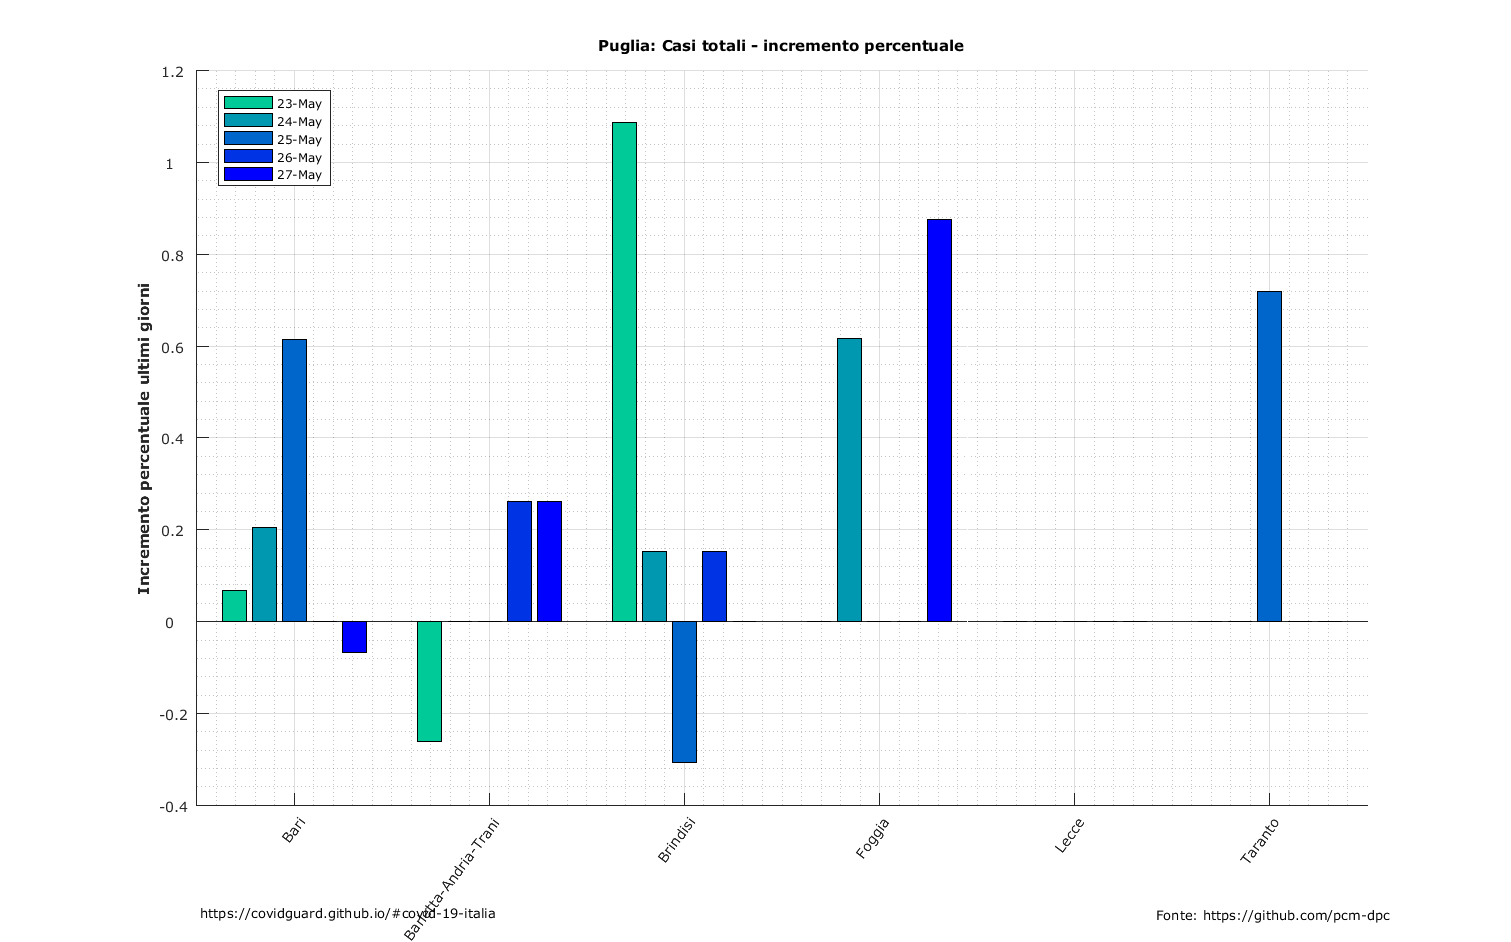 Puglia: Casi totali - incremento percentuale
1.2
1
0.8
0.6
0.4
0.2
0
-0.2
-0.4
Incremento percentuale ultimi giorni
23-May
24-May
25-May
26-May
27-May
Bari
Barletta-Andria-Trani
Brindisi
Foggia
Lecce
Taranto
https://covidguard.github.io/#covid-19-italia
Fonte: https://github.com/pcm-dpc